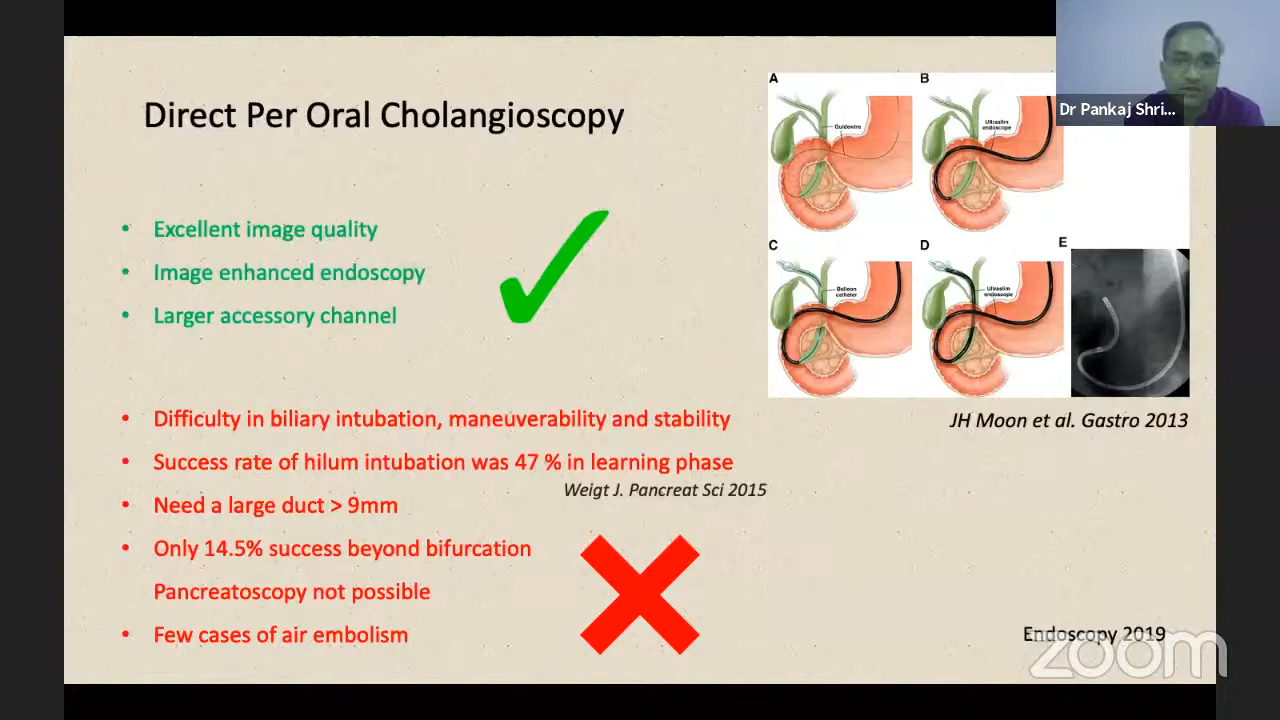 Direct Per Oral Cholangioscopy
• Excellent image quality
• Image enhanced endoscopy
• Larger accessory channel
• Difficulty in biliary intubation, maneuverability and stability
• Success rate of hilum intubation was 47 % in learning phase
Weigt J. Pancreat Sci 2015
• Need a large duct > 9mm
• Only 14.5% success beyond bifurcation
Pancreatoscopy not possible
• Few cases of air embolism
A
Guidewire
B
Ultraslim
endoscope
C
Balloon
catheter
D
Ultraslim
endoscope
E
JH Moon et al. Gastro 2013
Dr Pankaj Shri...
Endoscopy 2019
zoom